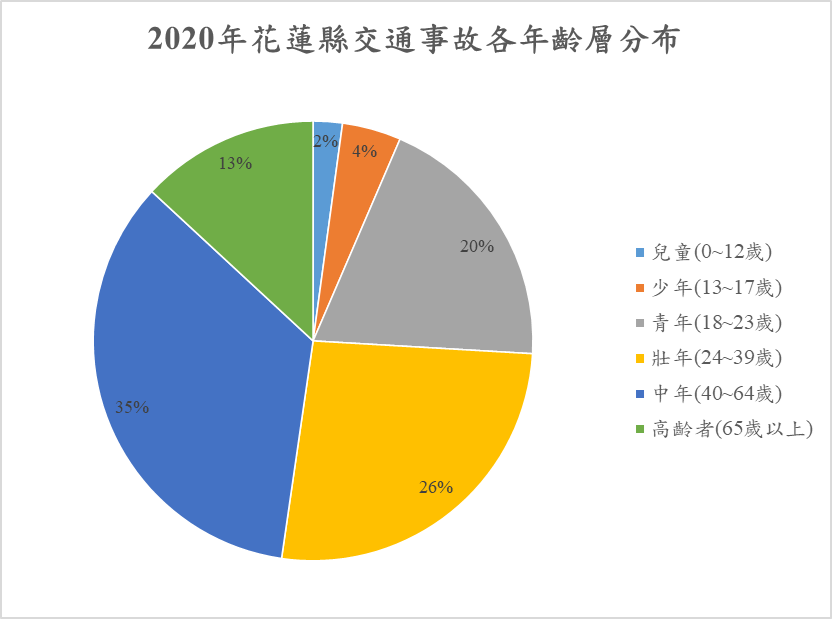 2020年花蓮縣交通事故各年齡層分布
2%
4%
13%
20%
35%
26%
兒童(0~12歲)
少年(13~17歲)
青年(18~23歲)
壯年(24~39歲)
中年(40~64歲)
高齡者(65歲以上)